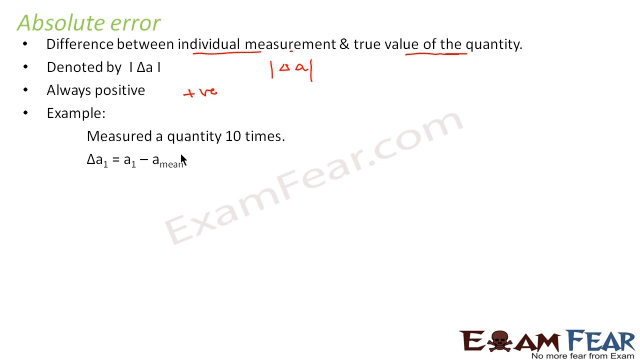 Absolute error
• Difference between individual measurement & true value of the quantity.
• Denoted by I Δa I |Δa|
• Always positive +ve
• Example:
Measured a quantity 10 times.
Δa₁ = a₁ – aₘₑₐₙ
ExamFear.com
EXAM FEAR
No more fear from Exam